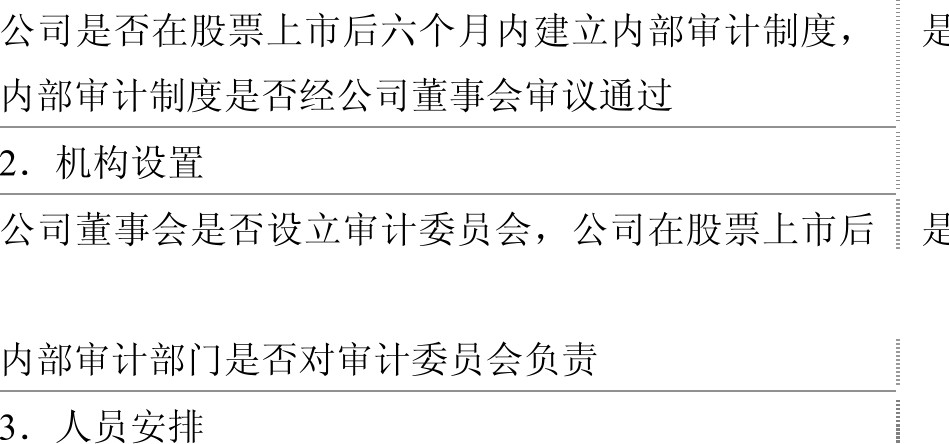 公司是否在股票上市后六个月内建立内部审计制度， 是
内部审计制度是否经公司董事会审议通过
2．机构设置
公司董事会是否设立审计委员会，公司在股票上市后 是
内部审计部门是否对审计委员会负责
3．人员安排